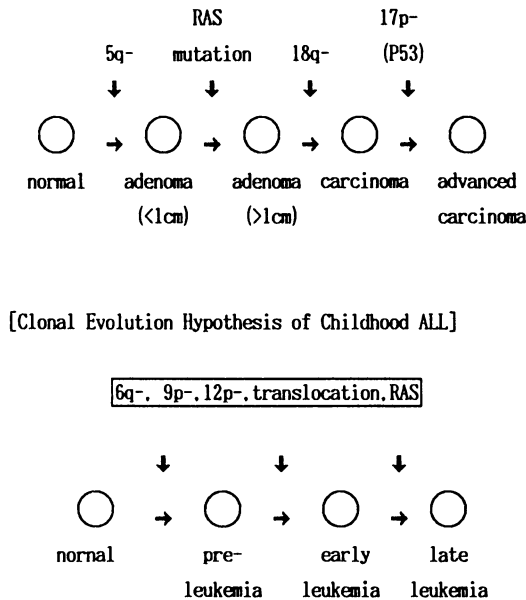 RAS 17p-
5q- mutation 18q- (P53)
normal adenoma adenoma carcinoma advanced
(<1cm) (>1cm) carcinoma
[Clonal Evolution Hypothesis of Childhood ALL]
6q-, 9p-,12p-,translocation,RAS
normal pre- early late
leukemia leukemia leukemia